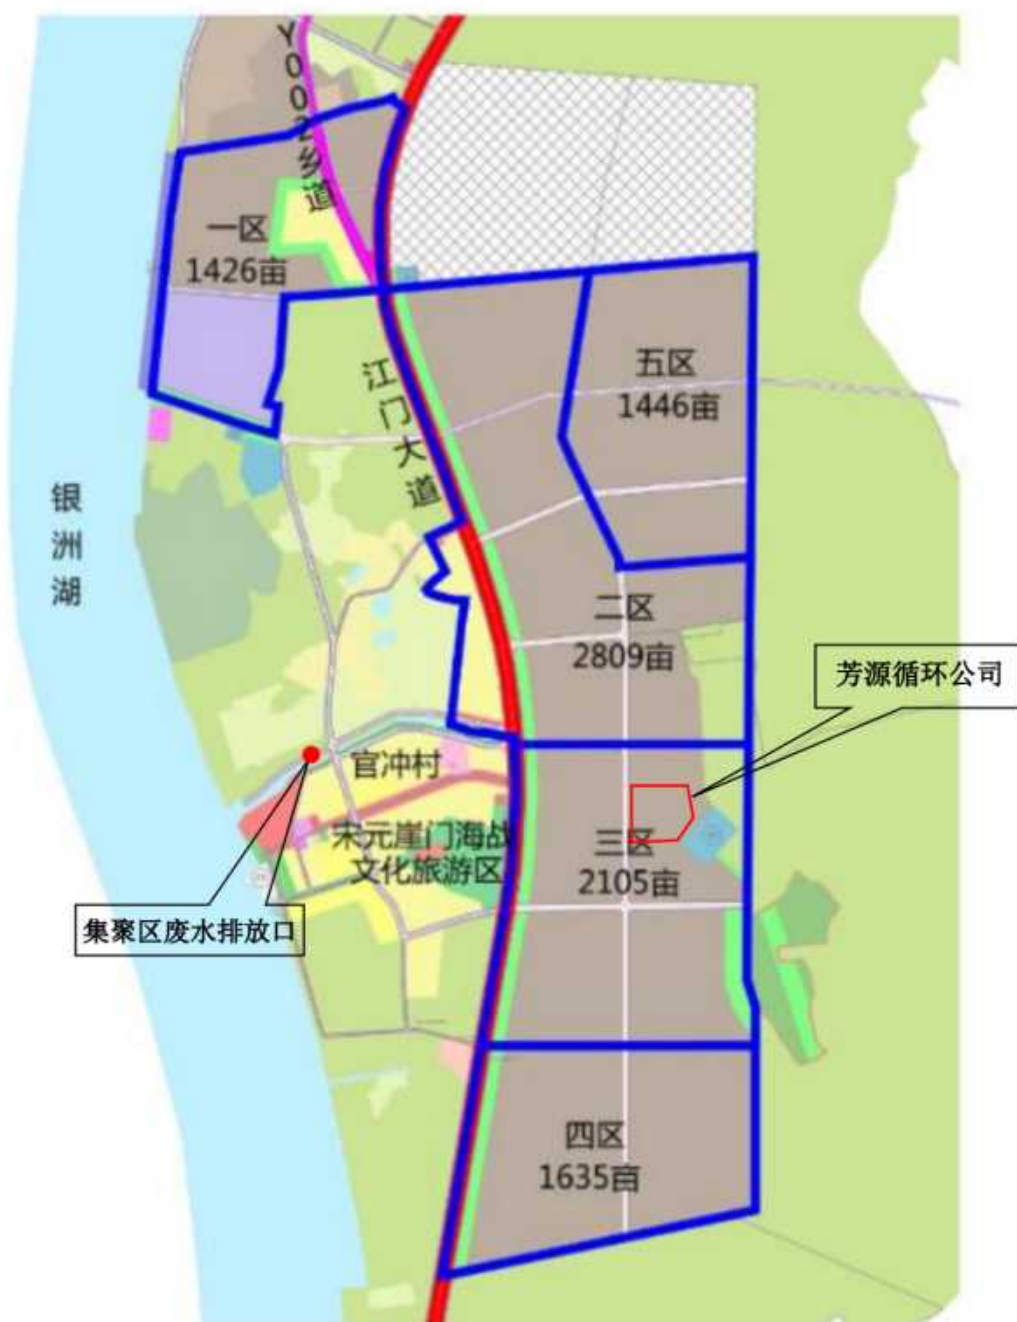 Y002乡道
一区
1426亩
五区
1446亩
江门大道
银洲湖
二区
2809亩
芳源循环公司
官冲村
宋元崖门海战
文化旅游区
三区
2105亩
集聚区废水排放口
四区
1635亩